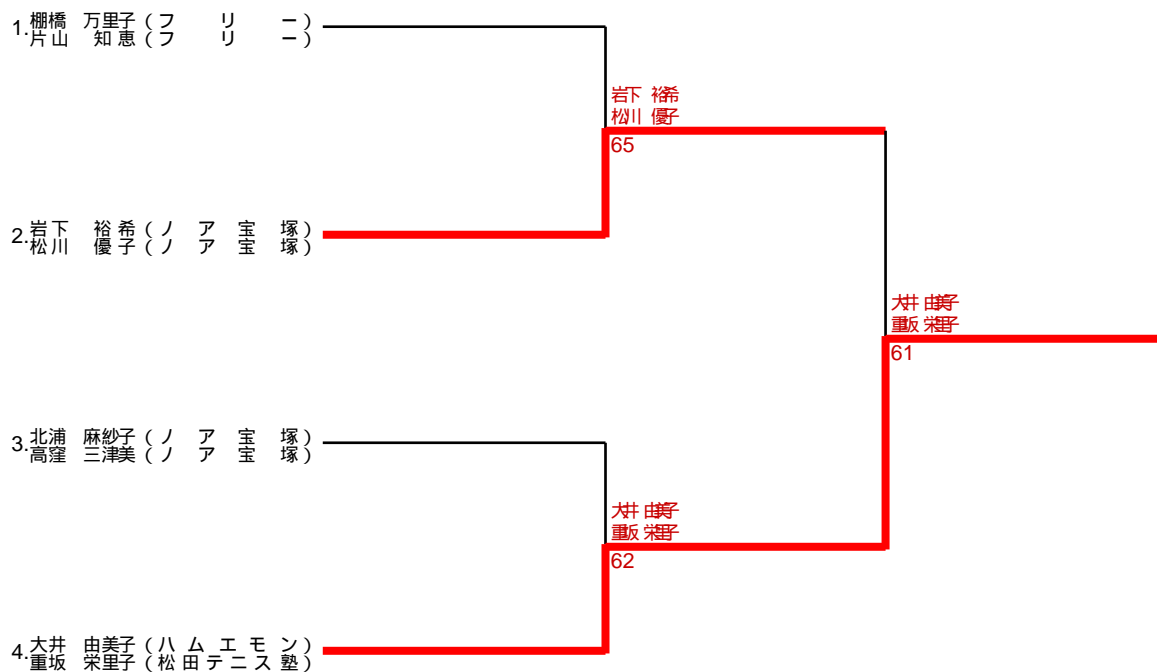 1.棚橋 万里子(フリー)
片山 知恵(フリー)
岩下 裕希
松川 優子
65
2.岩下 裕希(ノア宝塚)
松川 優子(ノア宝塚)
大井 由美子
重坂 栄里子
61
3.北浦 麻紗子(ノア宝塚)
高窪 三津美(ノア宝塚)
大井 由美子
重坂 栄里子
62
4.大井 由美子(ハムエモン)
重坂 栄里子(松田テニス塾)